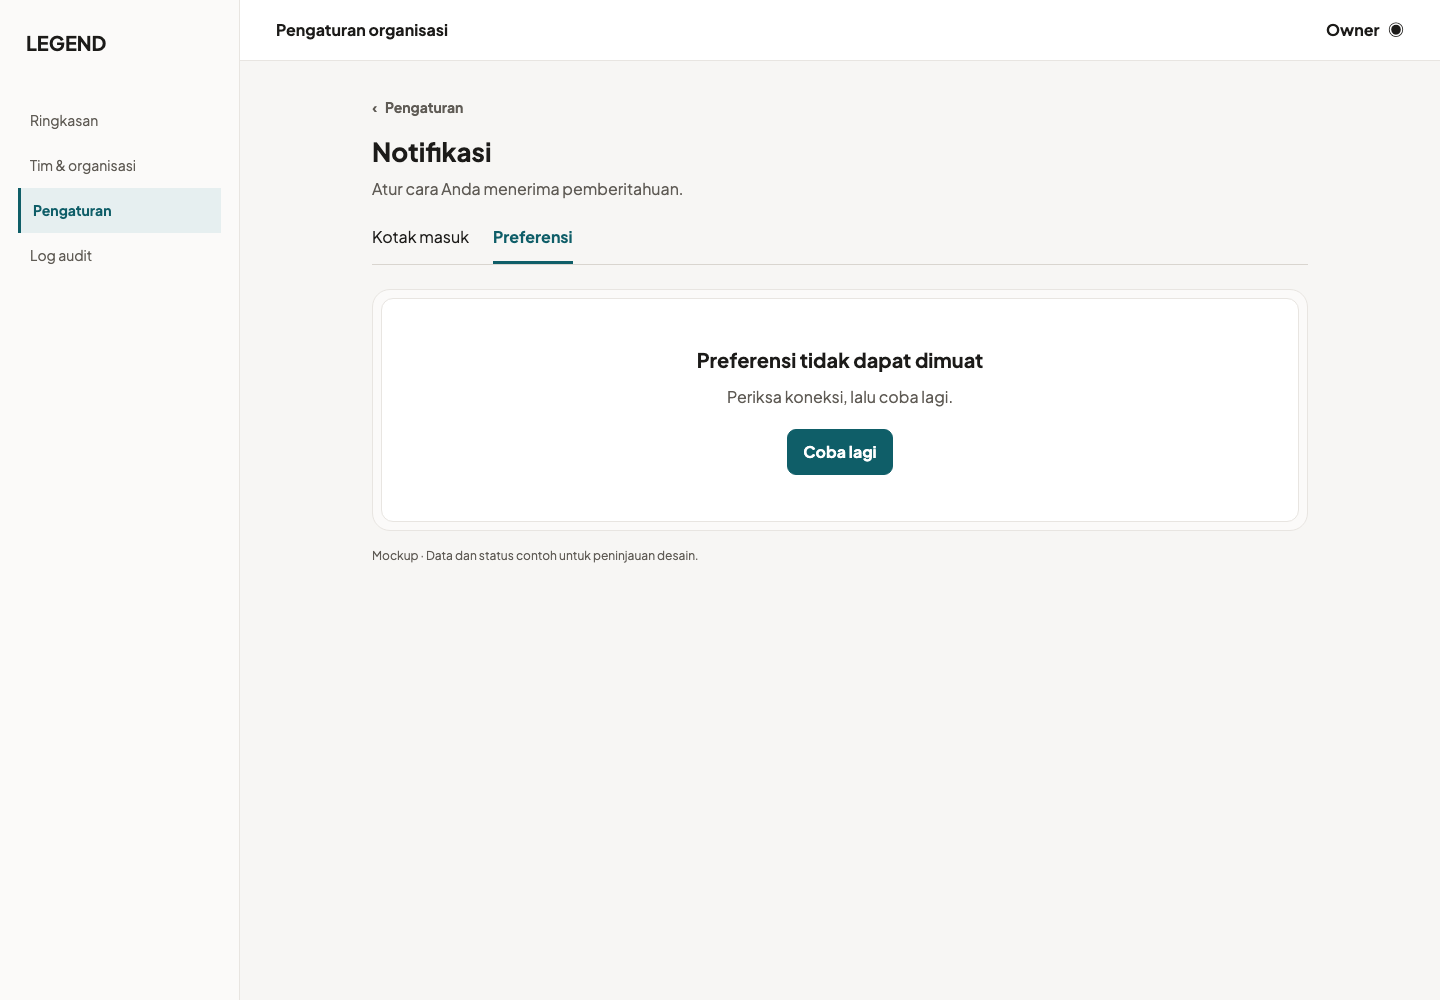 LEGEND
Ringkasan
Tim & organisasi
Pengaturan
Log audit
Pengaturan organisasi
Owner
‹ Pengaturan
Notifikasi
Atur cara Anda menerima pemberitahuan.
Kotak masuk Preferensi
Preferensi tidak dapat dimuat
Periksa koneksi, lalu coba lagi.
Coba lagi
Mockup · Data dan status contoh untuk peninjauan desain.